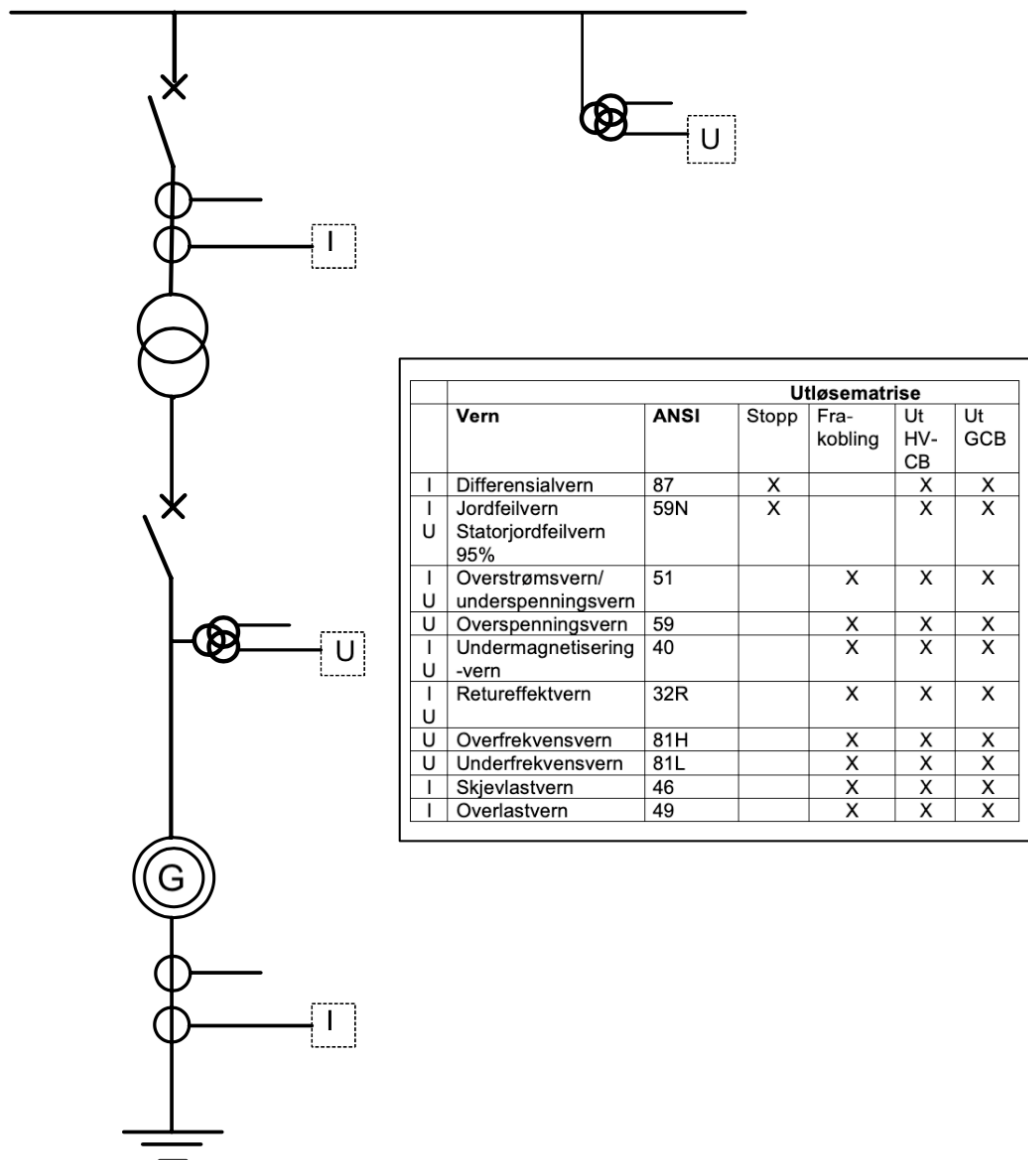 U
I
Utløsematrise
Vern ANSI Stopp Fra- Ut Ut
kobling HV- GCB
CB
I Differensialvern 87 X X X
I Jordfeilvern 59N X X X
U Statorjordfeilvern
95%
I Overstrømsvern/ 51 X X X
U underspenningsvern
U Overspenningsvern 59 X X X
I Undermagnetisering 40 X X X
U -vern
I Retureffektvern 32R X X X
U
U Overfrekvensvern 81H X X X
U Underfrekvensvern 81L X X X
I Skjevlastvern 46 X X X
I Overlastvern 49 X X X
U
G
I